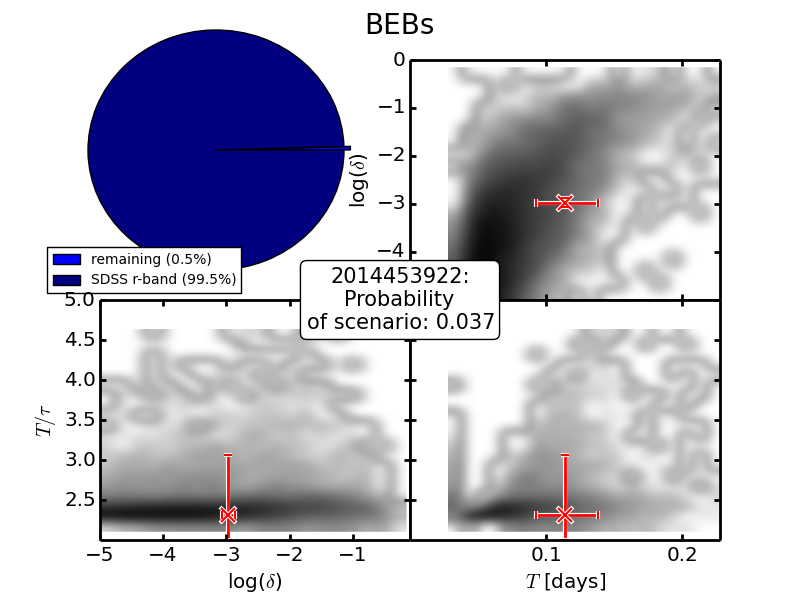 BEBs
remaining (0.5%)
SDSS r-band (99.5%)
0
−1
−2
−3
−4
log(δ)
2014453922:
Probability
of scenario: 0.037
5.0
4.5
4.0
3.5
3.0
2.5
T/τ
−5 −4 −3 −2 −1
log(δ)
0.1 0.2
T [days]